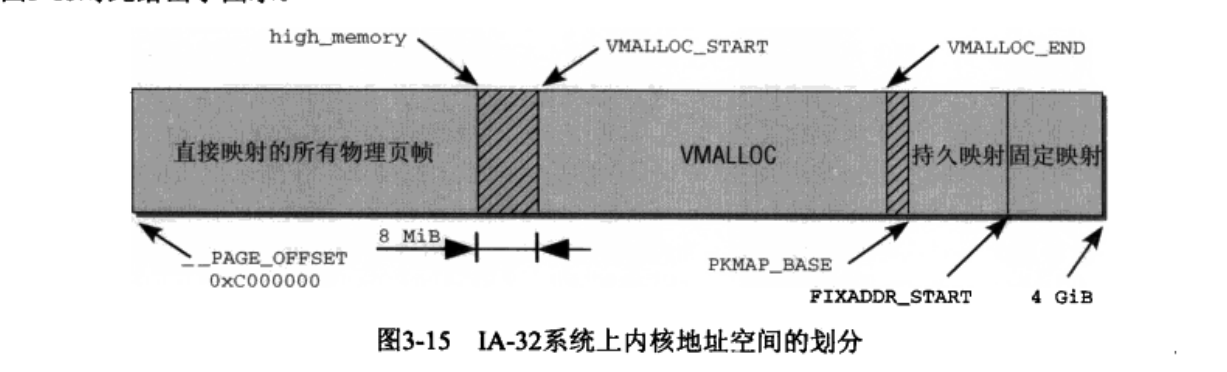 high_memory
VMALLOC_START
VMALLOC_END
直接映射的所有物理页帧
VMALLOC
持久映射
固定映射
8 MiB
__PAGE_OFFSET
0xC000000
PKMAP_BASE
FIXADDR_START
4 GiB
图3-15 IA-32系统上内核地址空间的划分